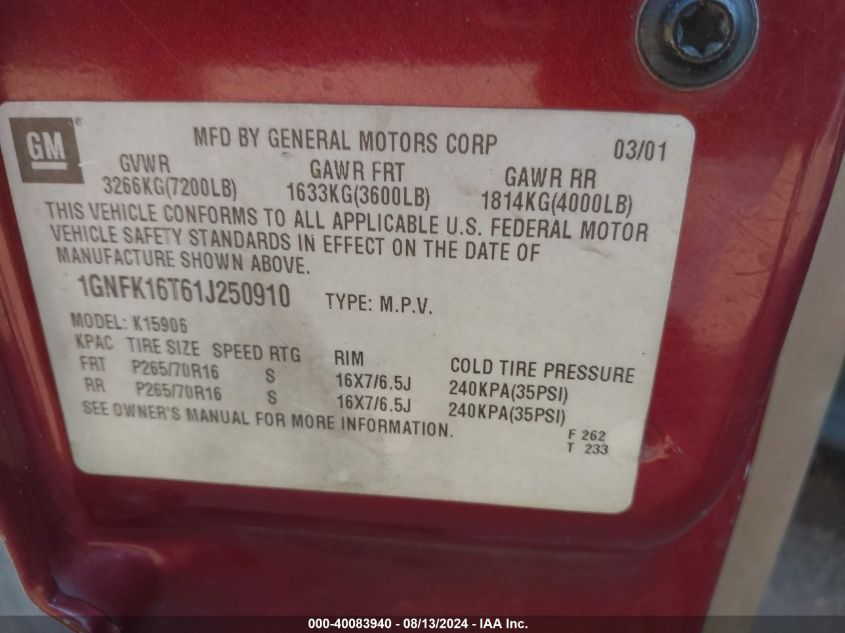 GM
MFD BY GENERAL MOTORS CORP 03/01
GVWR GAWR FRT GAWR RR
3266KG(7200LB) 1633KG(3600LB) 1814KG(4000LB)
THIS VEHICLE CONFORMS TO ALL APPLICABLE U.S. FEDERAL MOTOR
VEHICLE SAFETY STANDARDS IN EFFECT ON THE DATE OF
MANUFACTURE SHOWN ABOVE.
1GNFK16T61J250910 TYPE: M.P.V.
MODEL: K15906
KPAC TIRE SIZE SPEED RTG RIM COLD TIRE PRESSURE
FRT P265/70R16 S 16X7/6.5J 240KPA(35PSI)
RR P265/70R16 S 16X7/6.5J 240KPA(35PSI)
SEE OWNER'S MANUAL FOR MORE INFORMATION.
F 262
T 233
000-40083940 - 08/13/2024 - IAA Inc.